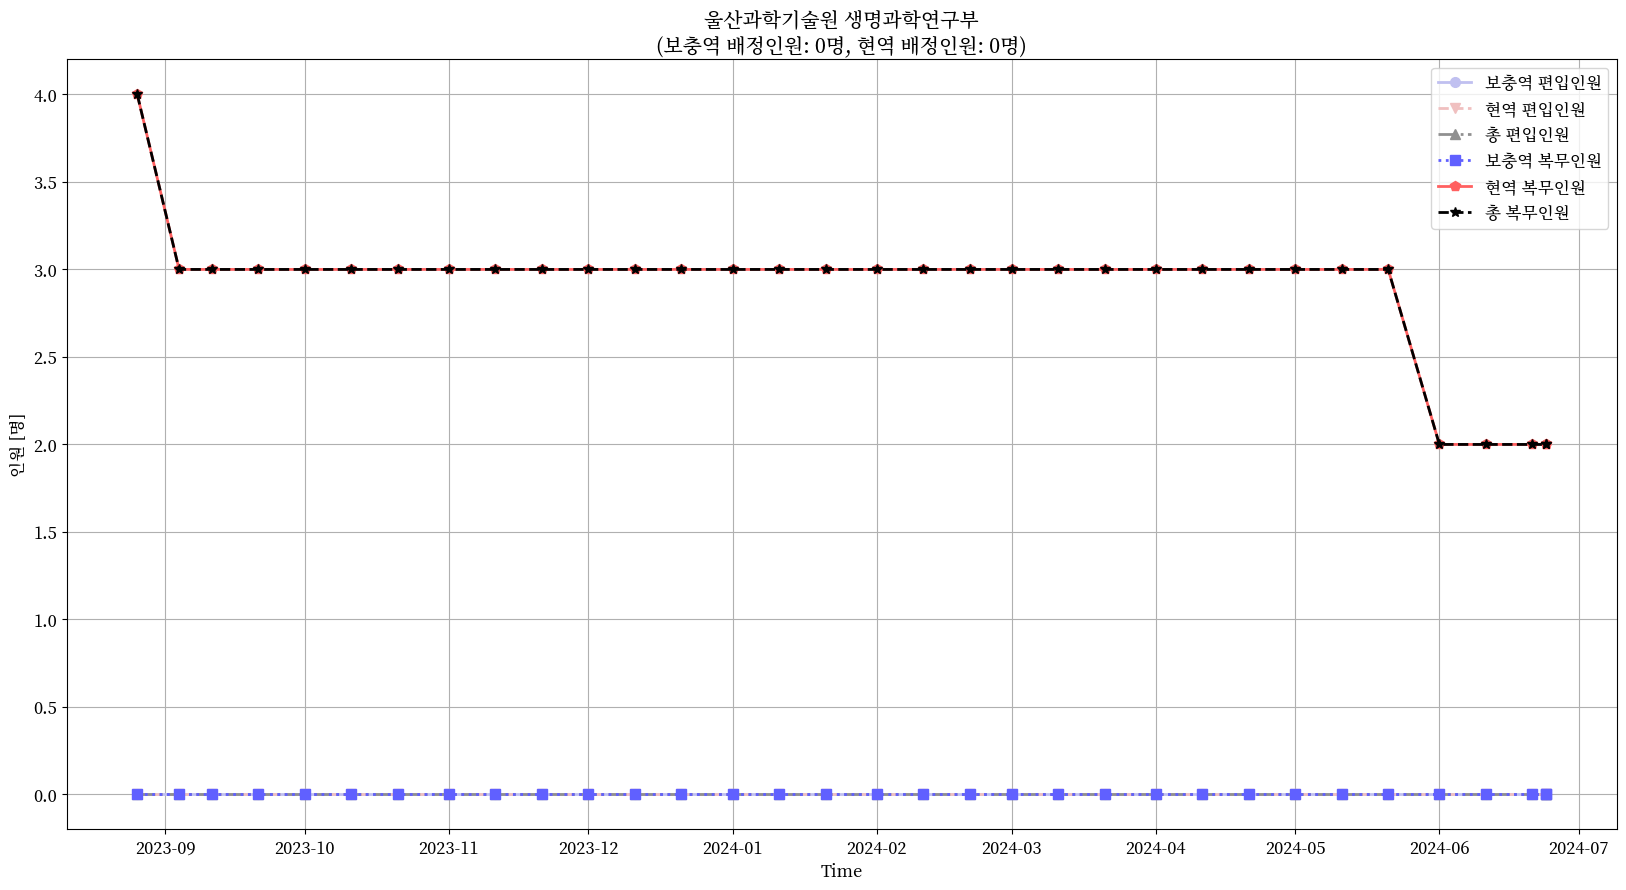 울산과학기술원 생명과학연구부
(보충역 배정인원: 0명, 현역 배정인원: 0명)
보충역 편입인원
현역 편입인원
총 편입인원
보충역 복무인원
현역 복무인원
총 복무인원
인원 [명]
4.0
3.5
3.0
2.5
2.0
1.5
1.0
0.5
0.0
2023-09
2023-10
2023-11
2023-12
2024-01
2024-02
2024-03
2024-04
2024-05
2024-06
2024-07
Time